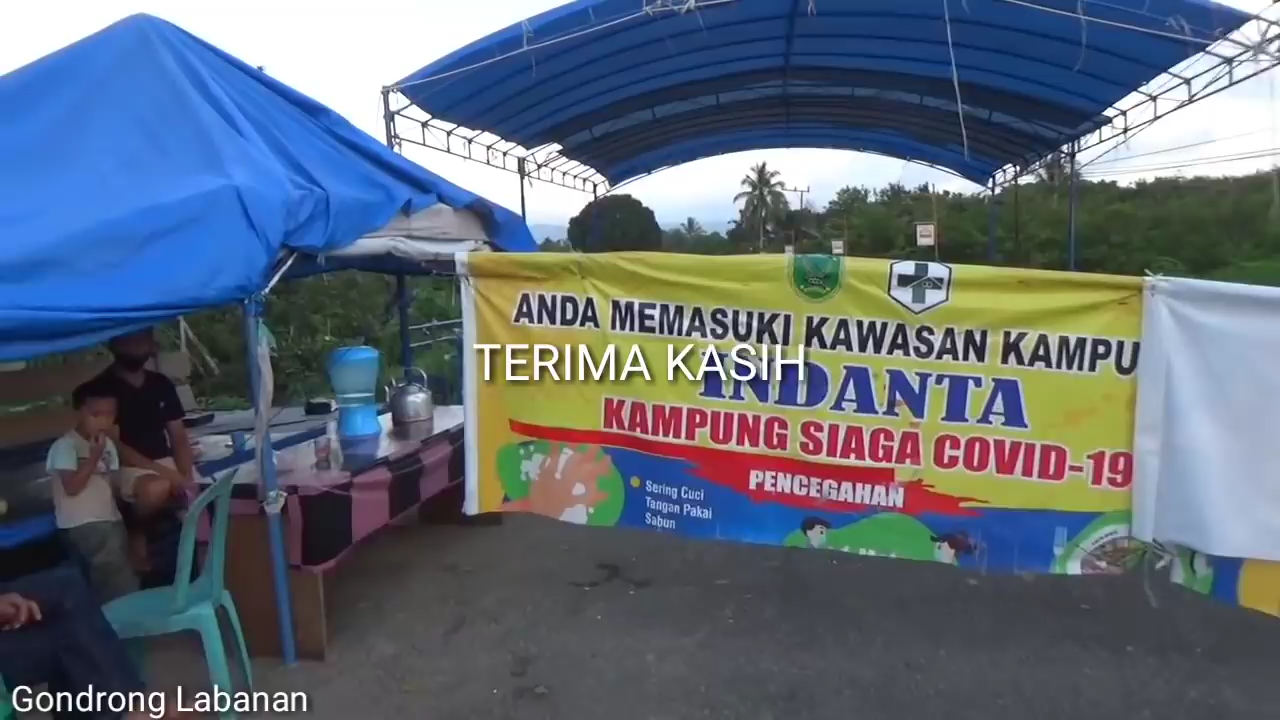 ANDA MEMASUKI KAWASAN KAMPU
TERIMA KASIH
INDANTA
KAMPUNG SIAGA COVID-19
PENCEGAHAN
Sering Cuci
Tangan Pakai
Sabun
Gondrong Labanan